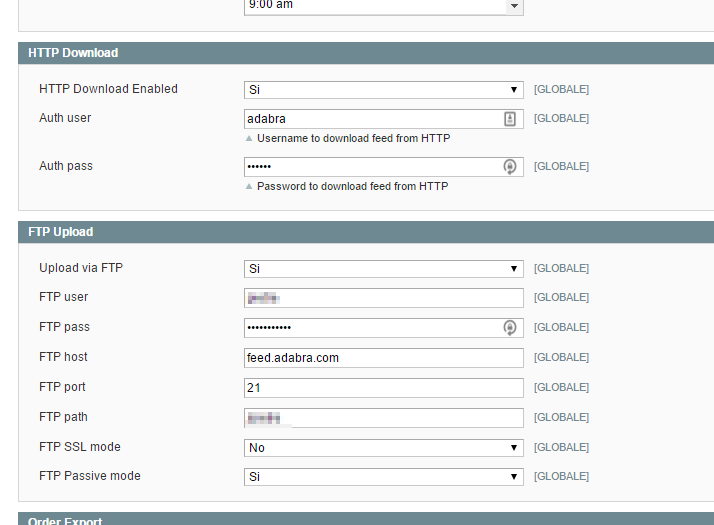 9:00 am
HTTP Download
HTTP Download Enabled Si [GLOBALE]
Auth user adabra [GLOBALE]
Username to download feed from HTTP
Auth pass •••••• [GLOBALE]
Password to download feed from HTTP
FTP Upload
Upload via FTP Si [GLOBALE]
FTP user [GLOBALE]
FTP pass ••••••••••• [GLOBALE]
FTP host feed.adabra.com [GLOBALE]
FTP port 21 [GLOBALE]
FTP path [GLOBALE]
FTP SSL mode No [GLOBALE]
FTP Passive mode Si [GLOBALE]
Order Export